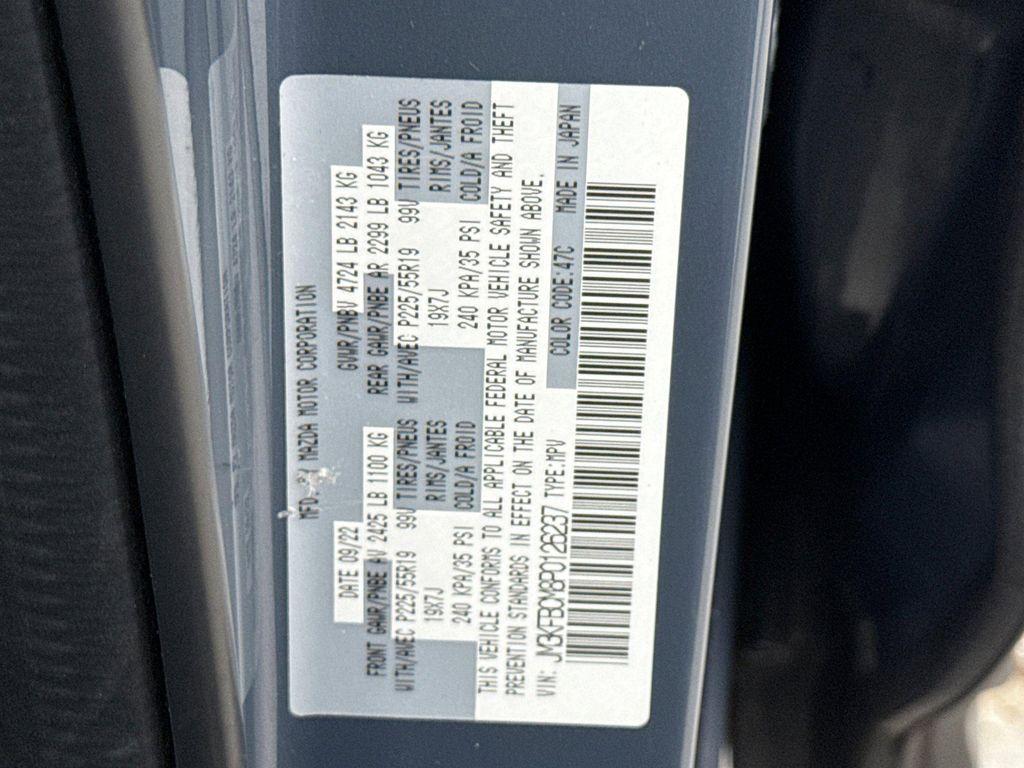 MFD. BY MAZDA MOTOR CORPORATION
DATE 09/22 GVWR/PNBV 4724 LB 2143 KG
FRONT GAWR/PNBE AV 2425 LB 1100 KG REAR GAWR/PNBE AR 2299 LB 1043 KG
WITH/AVEC P225/55R19 99V TIRES/PNEUS WITH/AVEC P225/55R19 99V TIRES/PNEUS
19X7J RIMS/JANTES 19X7J RIMS/JANTES
240 KPA/35 PSI COLD/A FROID 240 KPA/35 PSI COLD/A FROID
THIS VEHICLE CONFORMS TO ALL APPLICABLE FEDERAL MOTOR VEHICLE SAFETY AND THEFT
PREVENTION STANDARDS IN EFFECT ON THE DATE OF MANUFACTURE SHOWN ABOVE.
VIN: JM3KFBCM8P0126237 TYPE:MPV COLOR CODE:47C MADE IN JAPAN